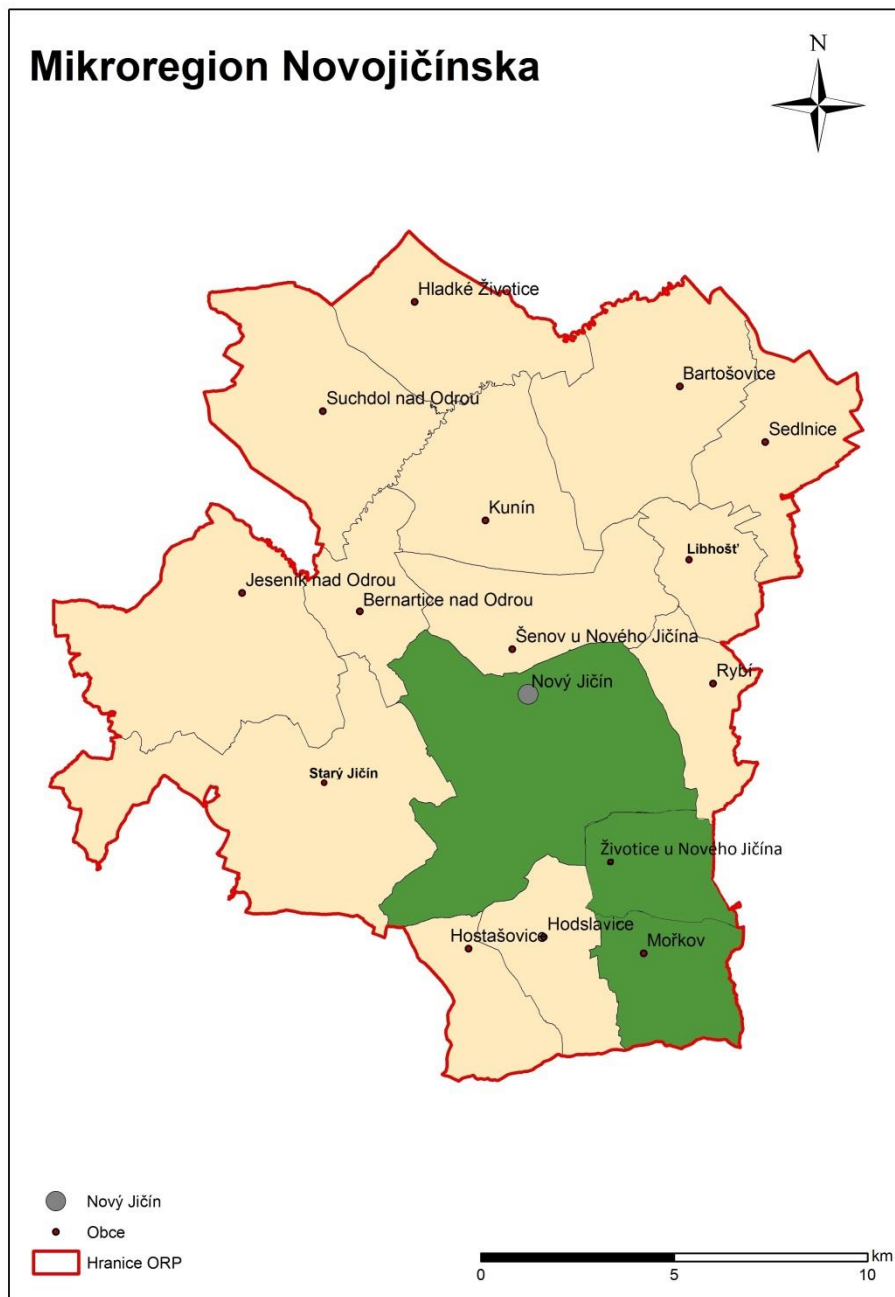 Mikroregion Novojičínska
N
Hladké Životice
Bartošovice
Suchdol nad Odrou
Sedlnice
Kunín
Libhošť
Jeseník nad Odrou
Bernartice nad Odrou
Šenov u Nového Jičína
Rybí
Nový Jičín
Starý Jičín
Životice u Nového Jičína
Hodslavice
Hostašovice
Mořkov
Nový Jičín
Obce
Hranice ORP
km
0 5 10